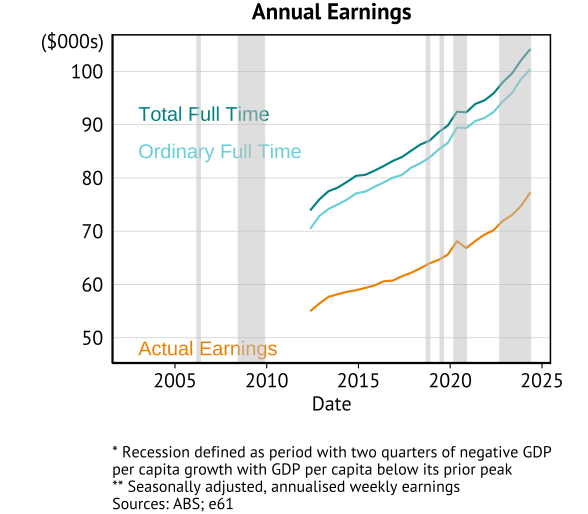 Annual Earnings
($000s)
100
90
80
70
60
50
Total Full Time
Ordinary Full Time
Actual Earnings
2005 2010 2015 2020 2025
Date
* Recession defined as period with two quarters of negative GDP
per capita growth with GDP per capita below its prior peak
** Seasonally adjusted, annualised weekly earnings
Sources: ABS; e61